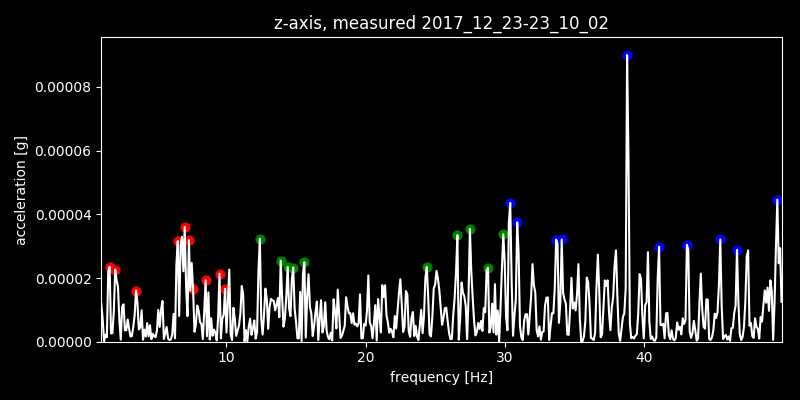 z-axis, measured 2017_12_23-23_10_02
acceleration [g]
0.00008
0.00006
0.00004
0.00002
0.00000
10 20 30 40
frequency [Hz]